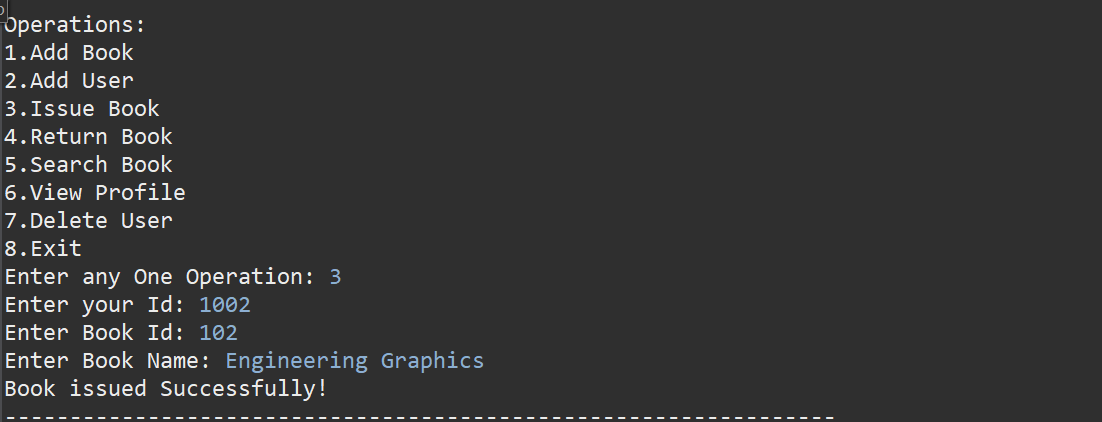 Operations:
1.Add Book
2.Add User
3.Issue Book
4.Return Book
5.Search Book
6.View Profile
7.Delete User
8.Exit
Enter any One Operation: 3
Enter your Id: 1002
Enter Book Id: 102
Enter Book Name: Engineering Graphics
Book issued Successfully!
----------------------------------------------------------------